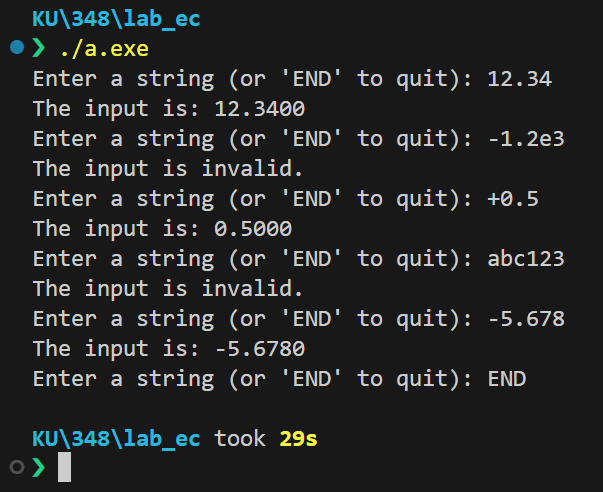 KU\348\lab_ec
❯ ./a.exe
Enter a string (or 'END' to quit): 12.34
The input is: 12.3400
Enter a string (or 'END' to quit): -1.2e3
The input is invalid.
Enter a string (or 'END' to quit): +0.5
The input is: 0.5000
Enter a string (or 'END' to quit): abc123
The input is invalid.
Enter a string (or 'END' to quit): -5.678
The input is: -5.6780
Enter a string (or 'END' to quit): END
KU\348\lab_ec took 29s
❯